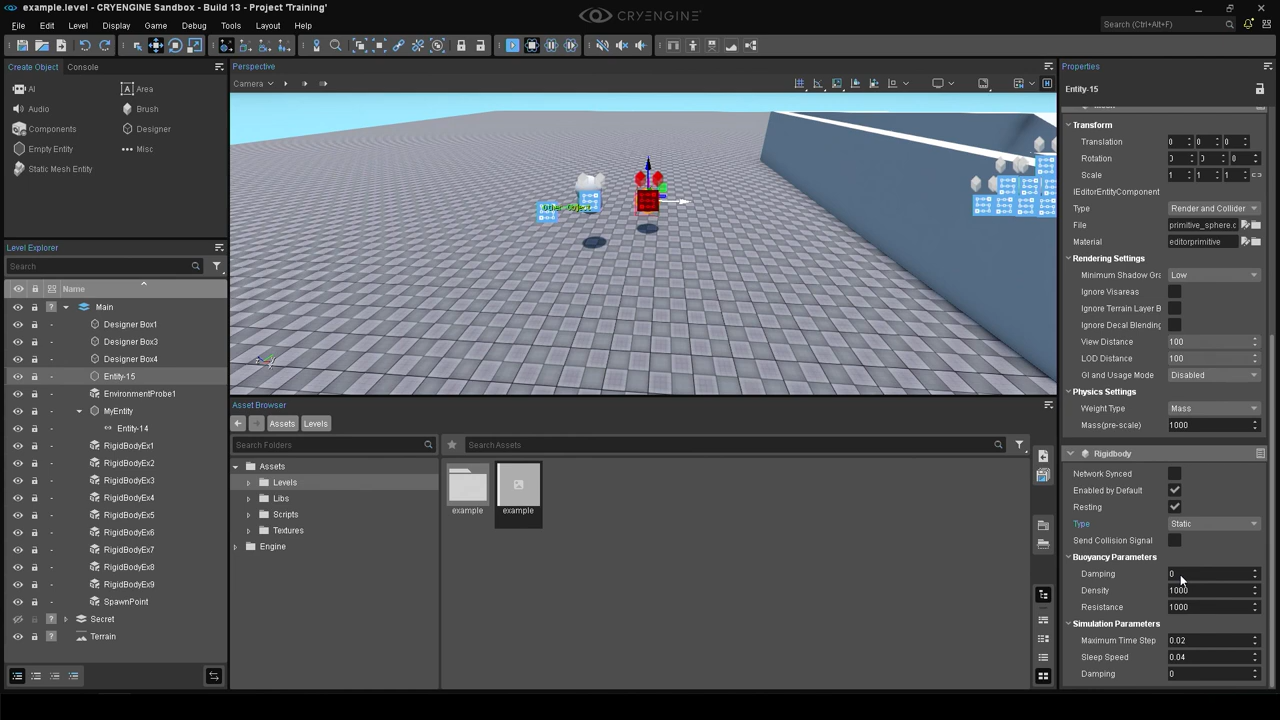 example.level - CRYENGINE Sandbox - Build 13 - Project 'Training'
CRYENGINE
File Edit Level Display Game Debug Tools Layout Help
Search (Ctrl+Alt+F)
Create Object Console
AI Area
Audio Brush
Components Designer
Empty Entity Misc
Static Mesh Entity
Level Explorer
Search
Name
? Main
- Designer Box1
- Designer Box3
- Designer Box4
- Entity-15
- EnvironmentProbe1
- MyEntity
- Entity-14
- RigidBodyEx1
- RigidBodyEx2
- RigidBodyEx3
- RigidBodyEx4
- RigidBodyEx5
- RigidBodyEx6
- RigidBodyEx7
- RigidBodyEx8
- RigidBodyEx9
- SpawnPoint
? Secret
? Terrain
Perspective
Camera
Asset Browser
Assets Levels
Search Folders
Search Assets
Assets
Levels
Libs
Scripts
Textures
Engine
example
example
Properties
Entity-15
Transform
Translation 0 0 0
Rotation
Scale 1 1 1
IEditorEntityComponent
Type Render and Collider
File primitive_sphere.c
Material editorprimitive
Rendering Settings
Minimum Shadow Gra Low
Ignore Visareas
Ignore Terrain Layer B
Ignore Decal Blending
View Distance 100
LOD Distance 100
GI and Usage Mode Disabled
Physics Settings
Weight Type Mass
Mass(pre-scale) 1000
Rigidbody
Network Synced
Enabled by Default
Resting
Type Static
Send Collision Signal
Buoyancy Parameters
Damping 0
Density 1000
Resistance 1000
Simulation Parameters
Maximum Time Step 0.02
Sleep Speed 0.04
Damping 0